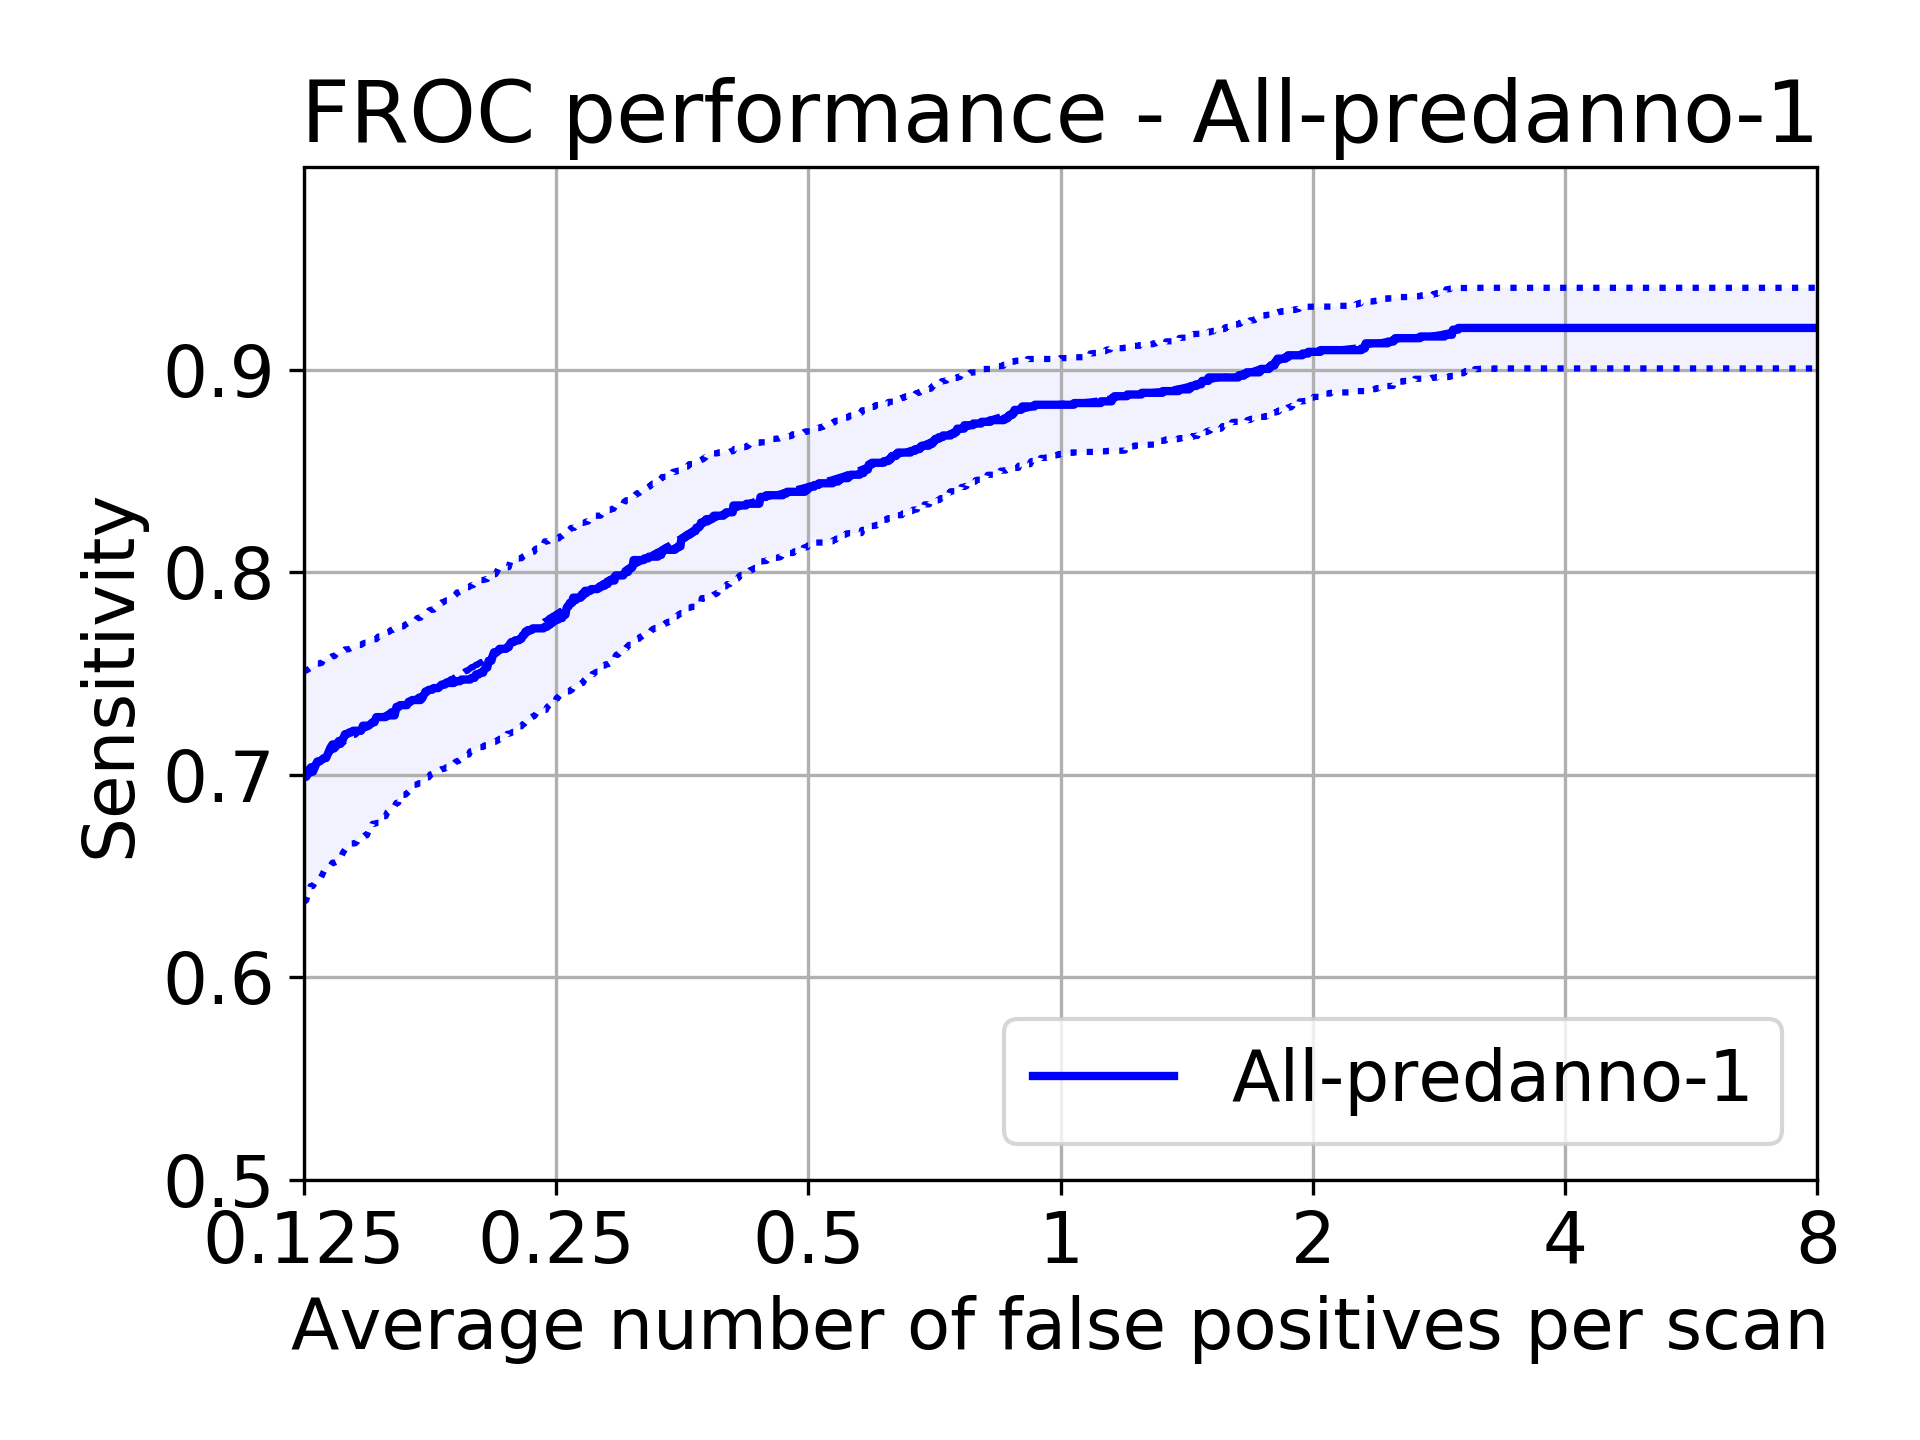 FROC performance - All-predanno-1
Sensitivity
0.9
0.8
0.7
0.6
0.5
All-predanno-1
0.125 0.25 0.5 1 2 4 8
Average number of false positives per scan